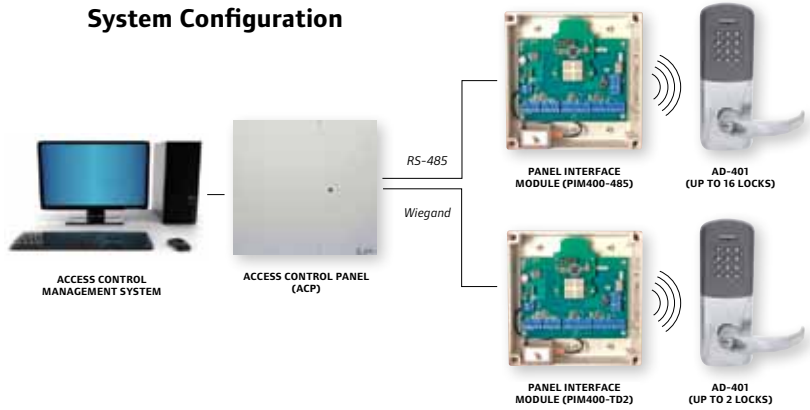 System Configuration
RS-485
PANEL INTERFACE
MODULE (PIM400-485)
AD-401
(UP TO 16 LOCKS)
Wiegand
ACCESS CONTROL
MANAGEMENT SYSTEM
ACCESS CONTROL PANEL
(ACP)
PANEL INTERFACE
MODULE (PIM400-TD2)
AD-401
(UP TO 2 LOCKS)